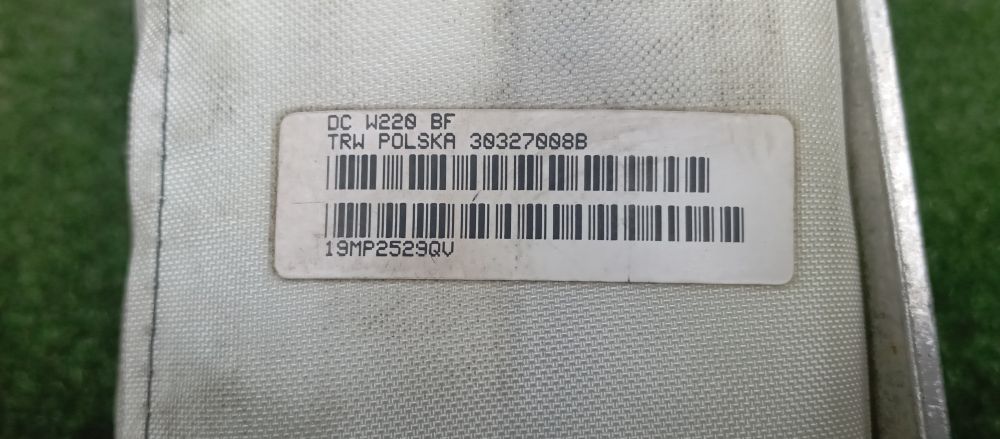 DC W220 BF
TRW POLSKA 30327008B
19MP2529QV